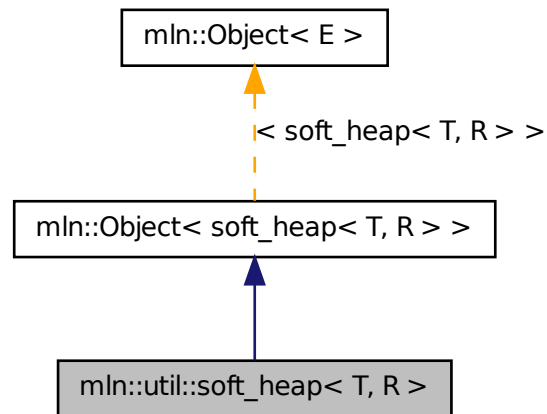 mln::Object< E >
< soft_heap< T, R > >
mln::Object< soft_heap< T, R > >
mln::util::soft_heap< T, R >